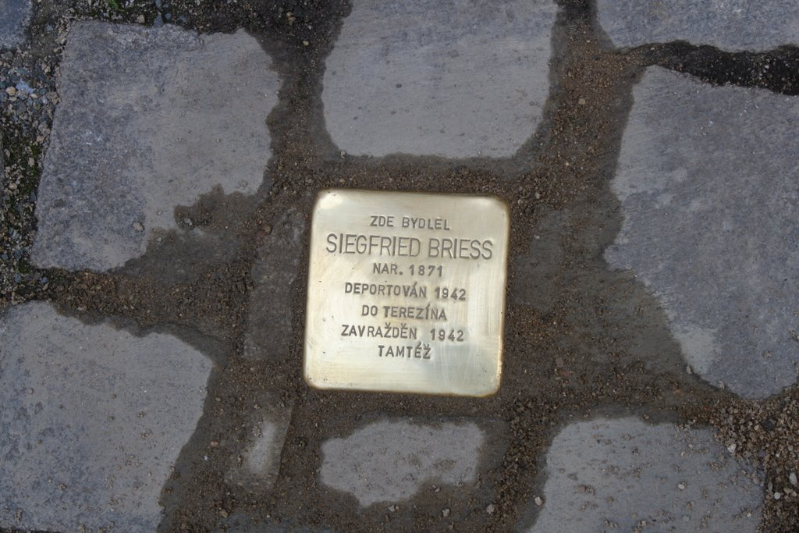 ZDE BYDLEL
SIEGFRIED BRIESS
NAR. 1871
DEPORTOVÁN 1942
DO TEREZÍNA
ZAVRAŽDĚN 1942
TAMTÉŽ